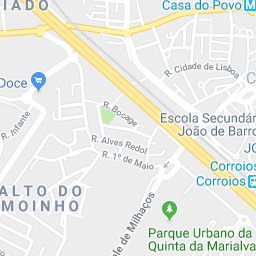 IADO
Casa do Povo
M
R. Cidade de Lisboa
Doce
R. Bocage
Escola Secundár
João de Barro
R. Infante
R. Alves Redol
R. 1º de Maio
Corroios
Corroios
ALTO DO
MOINHO
le de Milhaços
Parque Urbano da
Quinta da Marialva